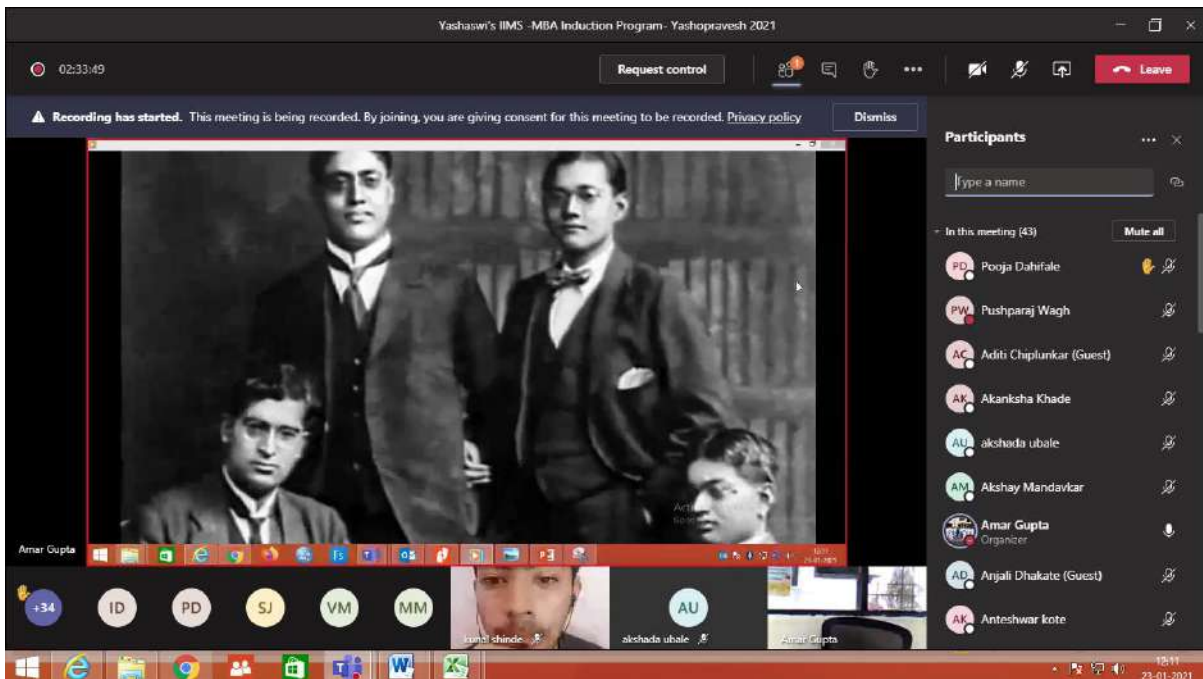 Yashaswi's IIMS -MBA Induction Program- Yashopravesh 2021
02:33:49
Request control
1
Leave
Recording has started. This meeting is being recorded. By joining, you are giving consent for this meeting to be recorded. Privacy policy
Dismiss
Participants
Type a name
In this meeting (43)
Mute all
PD Pooja Dahifale
PW Pushparaj Wagh
AC Aditi Chiplunkar (Guest)
AK Akanksha Khade
AU akshada ubale
AM Akshay Mandavkar
Amar Gupta
Organizer
AD Anjali Dhakate (Guest)
AK Anteshwar kote
Amar Gupta
+34
ID
PD
SJ
VM
MM
kunal shinde
AU
akshada ubale
Amar Gupta
12:11
23-01-2021